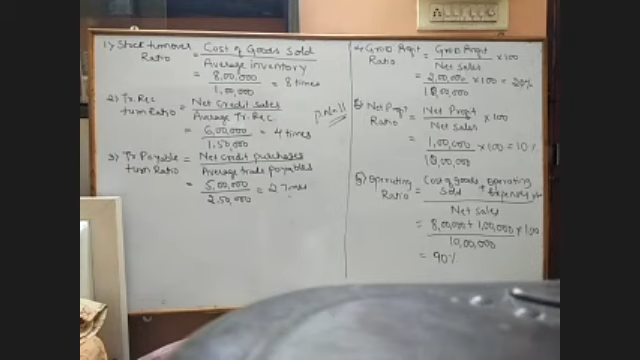 1) Stock turnover Ratio = Cost of Goods Sold
Average inventory
= 8,00,000
1,00,000
= 8 times
2) Tr. Rec turn Ratio = Net credit sales
Average Tr. Rec.
= 6,00,000
1,50,000
= 4 times
3) Tr Payable turn Ratio = Net credit purchases
Average trade payables
= 5,00,000
2,50,000
= 2 Times
P.No.11
4) Gross Profit Ratio = Gross Profit × 100
Net Sales
= 2,00,000 × 100 = 20%
10,00,000
5) Net Profit Ratio = Net Profit × 100
Net Sales
= 1,00,000 × 100 = 10%
10,00,000
6) Operating Ratio = Cost of goods Sold + Operating
Net sales
= 8,00,000 + 1,00,000 × 100
10,00,000
= 90%